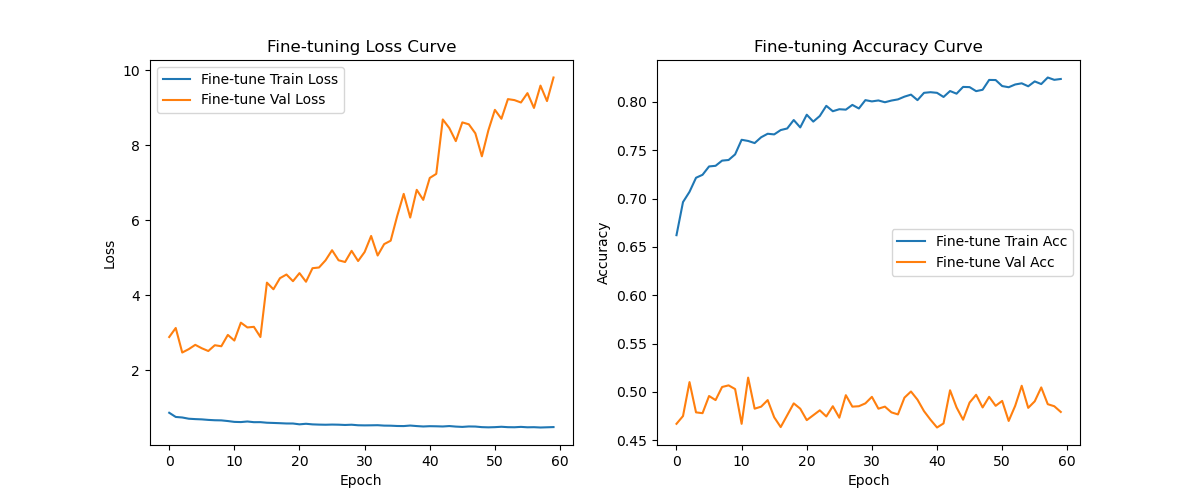 Fine-tuning Loss Curve
Fine-tune Train Loss
Fine-tune Val Loss
10
8
6
4
2
Loss
0 10 20 30 40 50 60
Epoch
Fine-tuning Accuracy Curve
0.80
0.75
0.70
0.65
0.60
0.55
0.50
0.45
Accuracy
Fine-tune Train Acc
Fine-tune Val Acc
0 10 20 30 40 50 60
Epoch